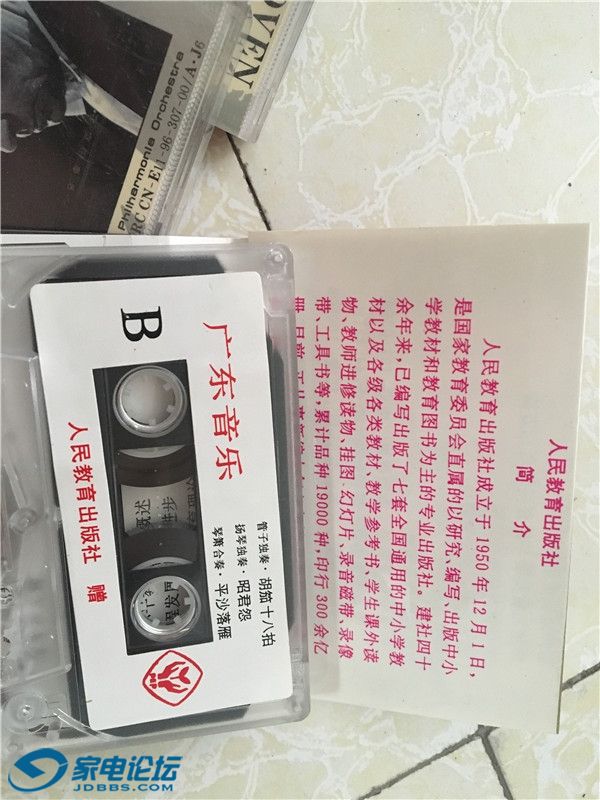 OVEN
Philharmonia Orchestra
RC CN-E11-96-307-00/A·J6
B
广东音乐
管子独奏·胡笳十八拍
扬琴独奏·昭君怨
琴箫合奏·平沙落雁
人民教育出版社 赠
PEP
人民教育出版社
简 介
人民教育出版社成立于1950年12月1日，
是国家教育委员会直属的以研究、编写、出版中小
学教材和教育图书为主的专业出版社。建社四十
余年来，已编写出版了七套全国通用的中小学教
材以及各级各类教材、教学参考书、学生课外读
物、教师进修读物、挂图、幻灯片、录音磁带、录像
带、工具书等，累计品种19000种，印行300余亿
家电论坛
JDBBS.COM